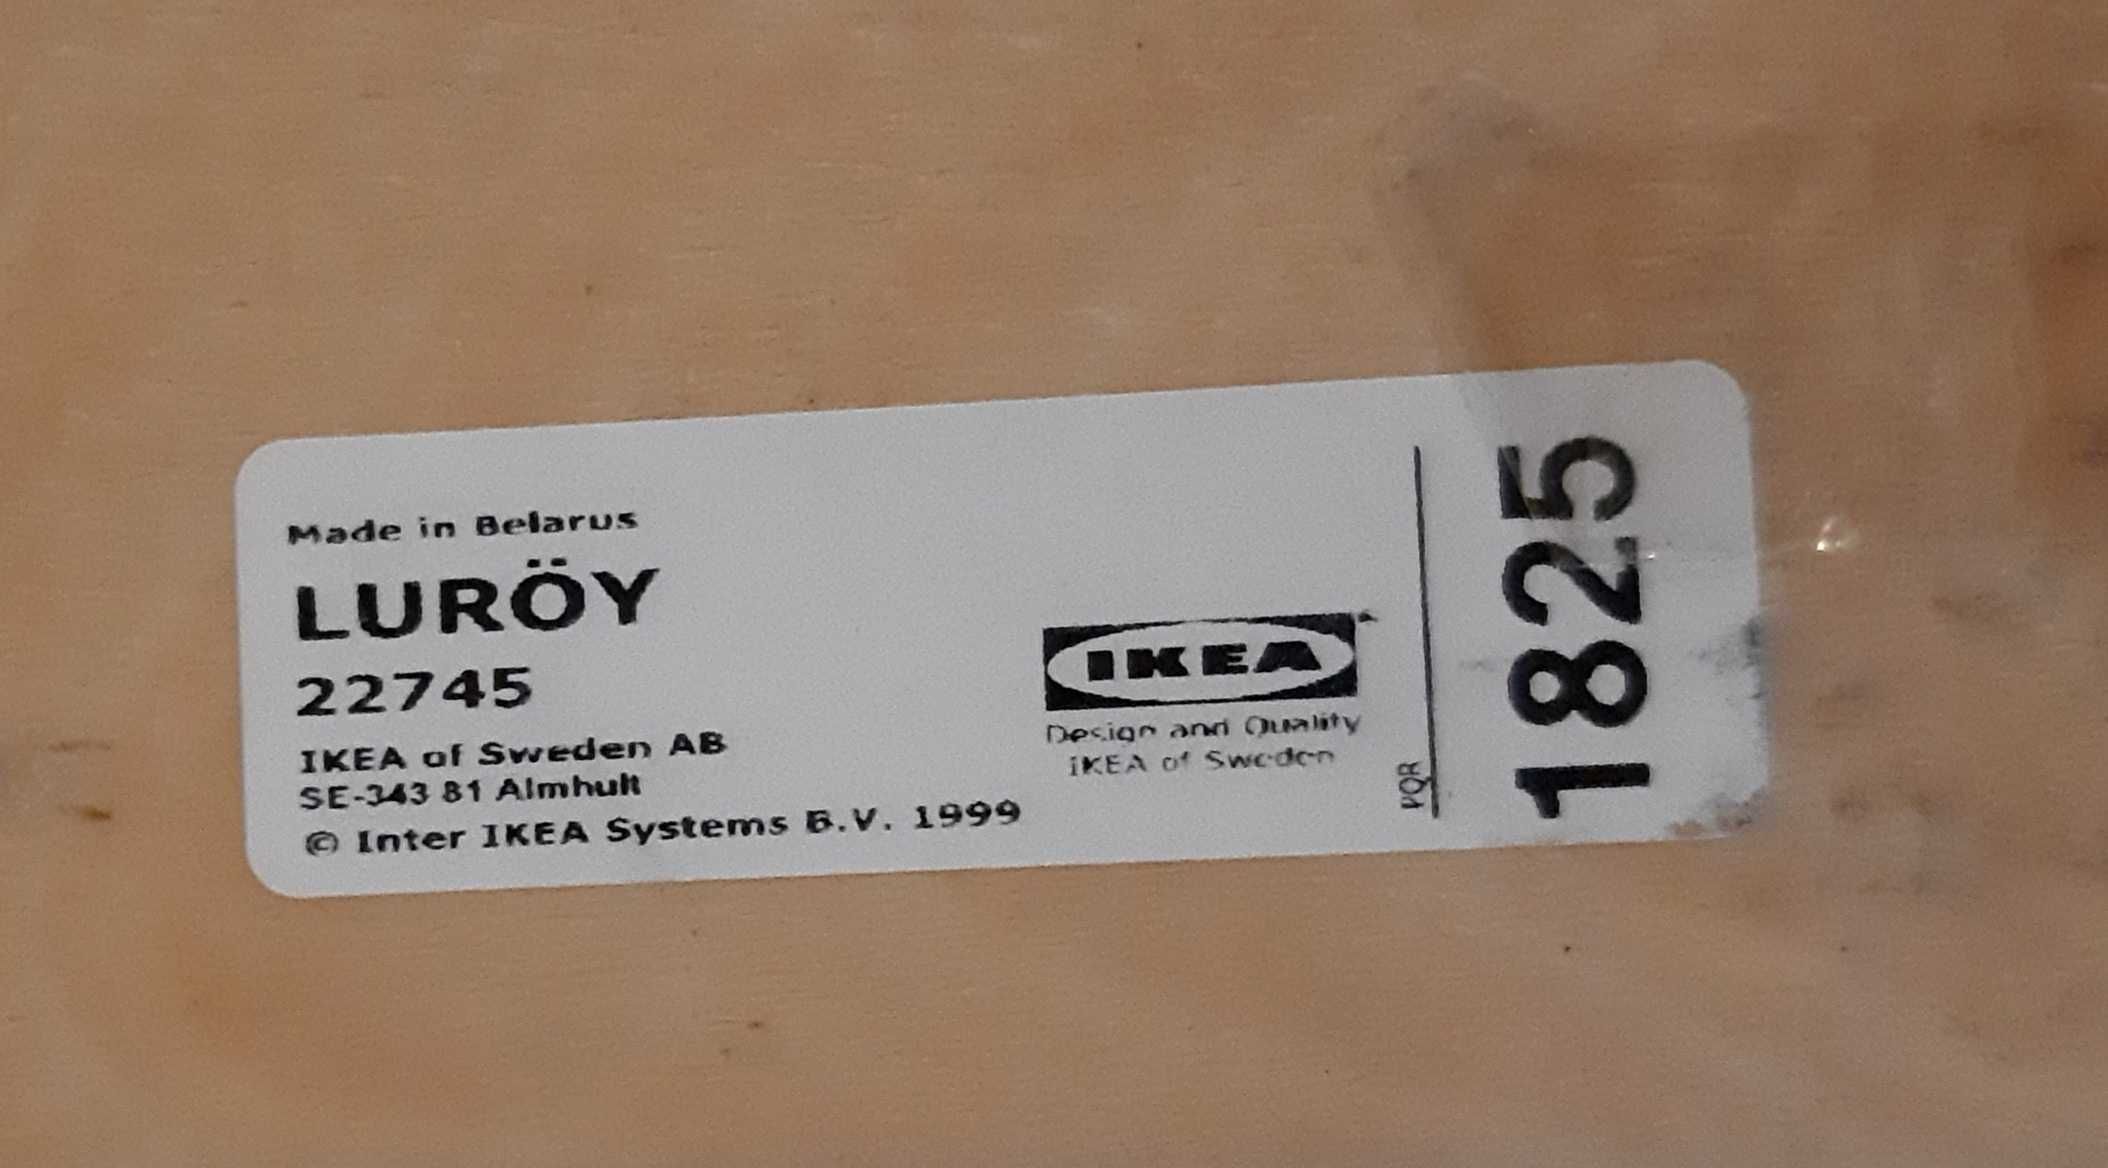 Made in Belarus
LURÖY
22745
IKEA of Sweden AB
SE-343 81 Almhult
© Inter IKEA Systems B.V. 1999
IKEA
Design and Quality
IKEA of Sweden
PQR
1825